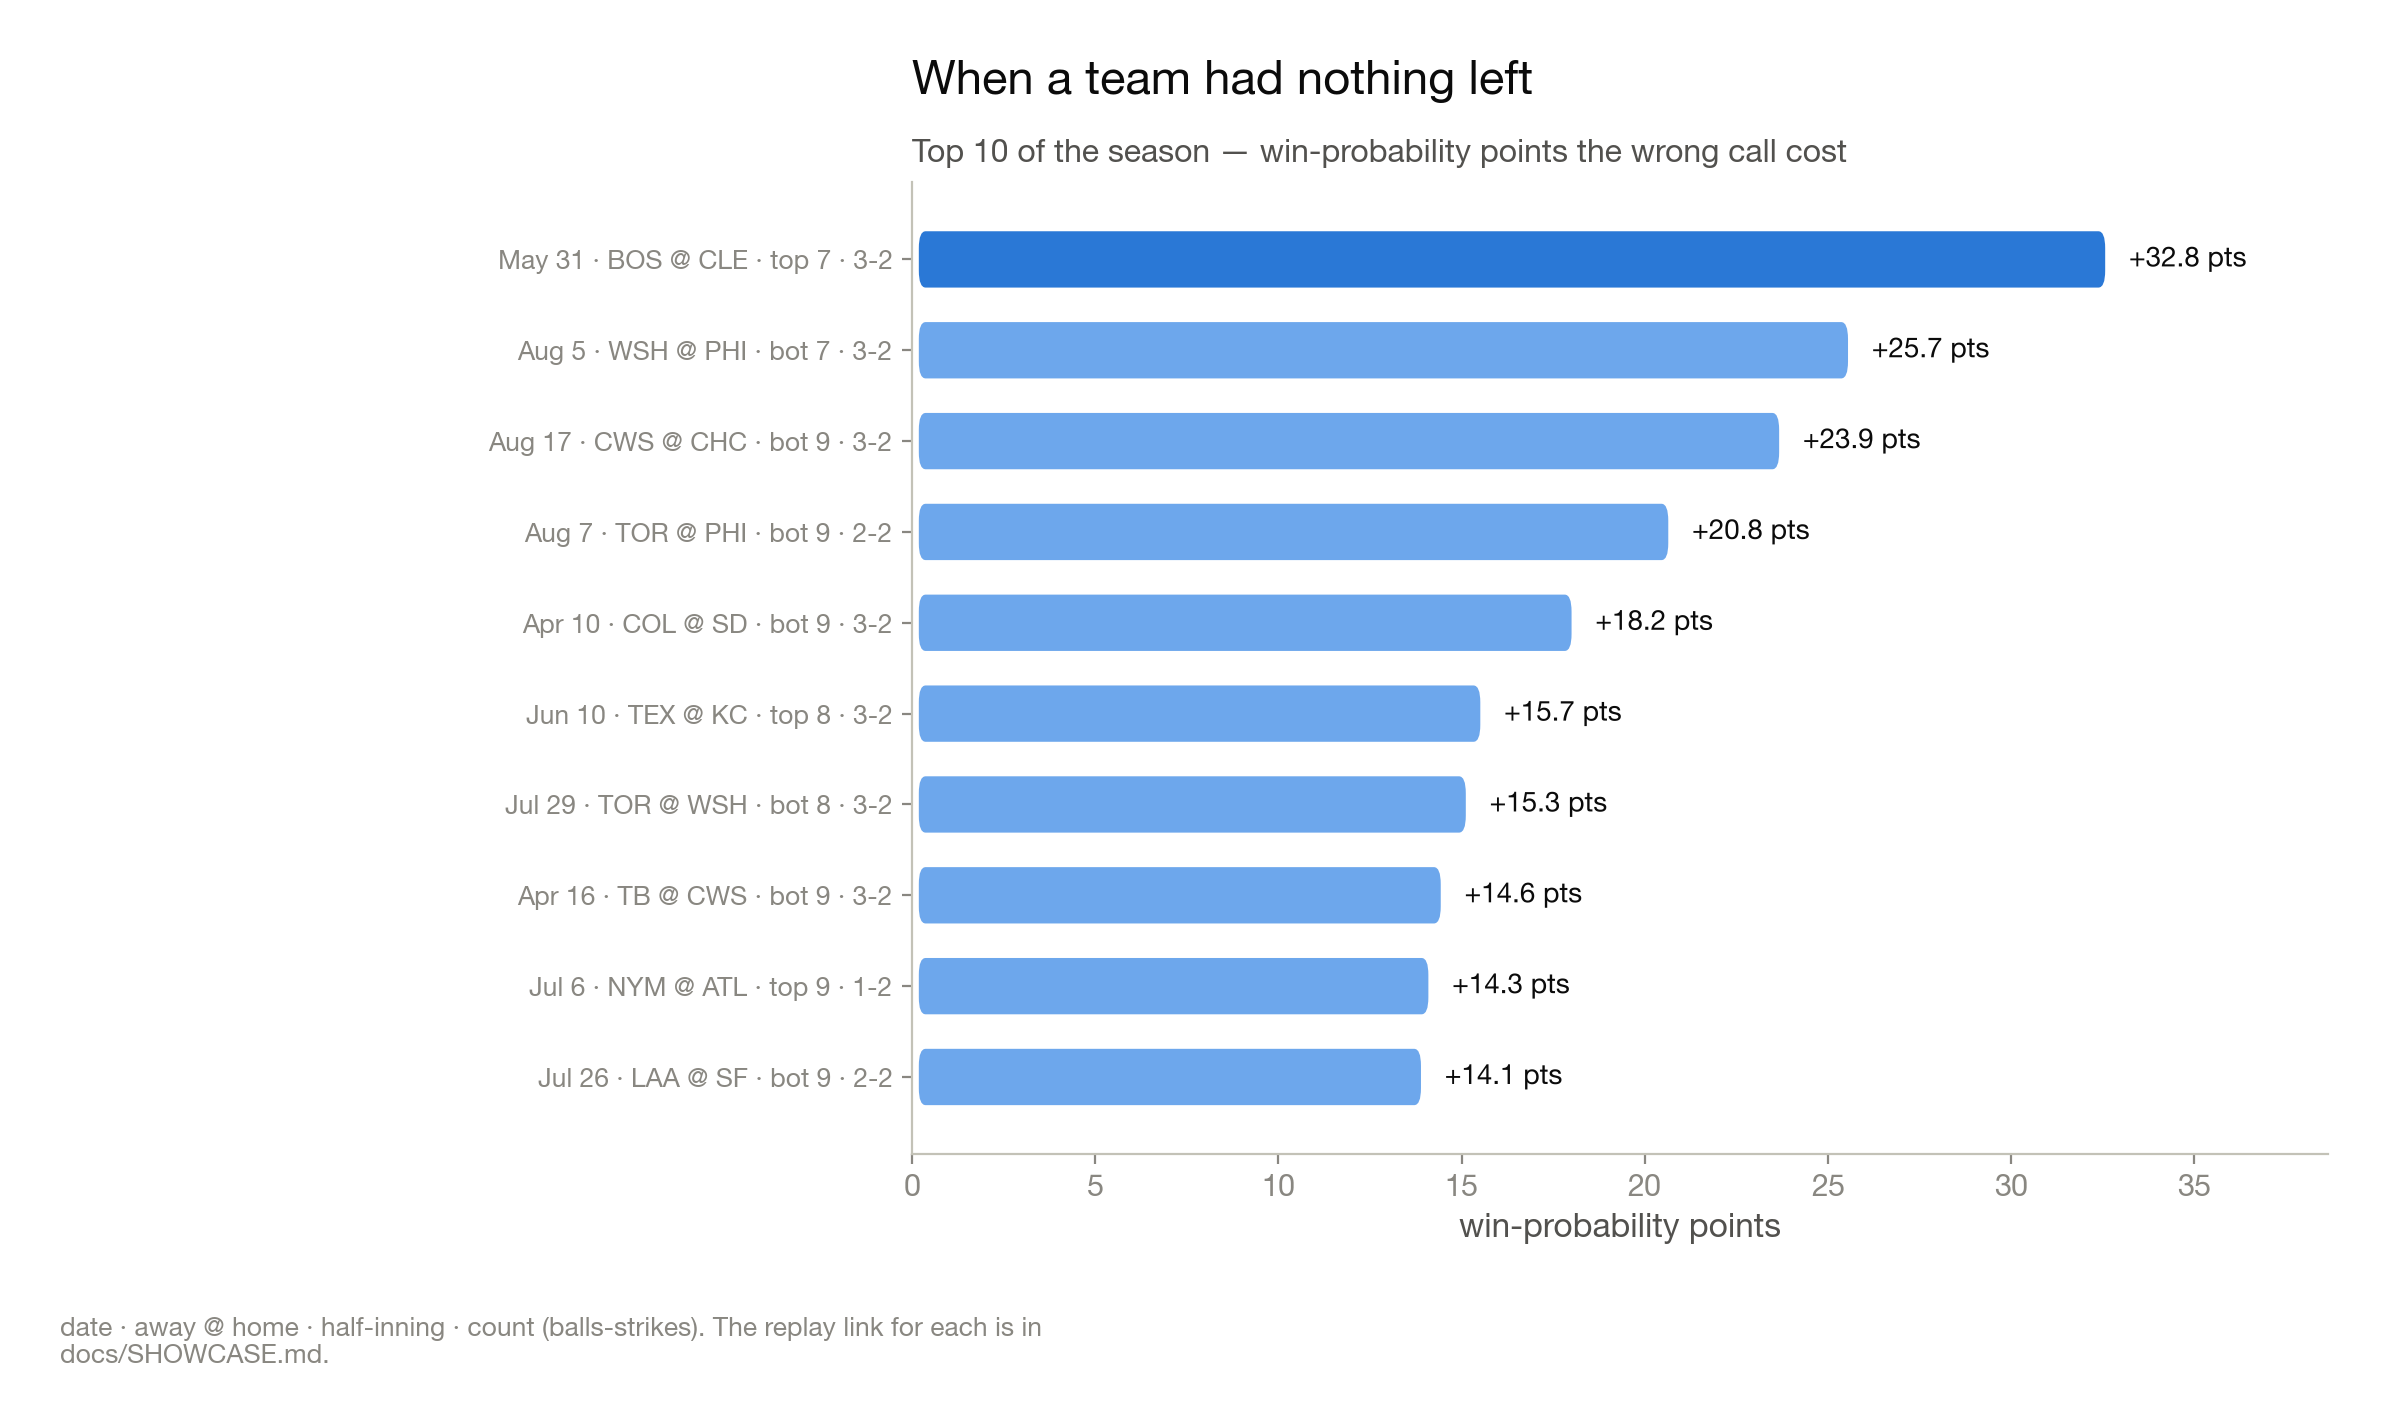 When a team had nothing left
Top 10 of the season — win-probability points the wrong call cost
May 31 · BOS @ CLE · top 7 · 3-2 +32.8 pts
Aug 5 · WSH @ PHI · bot 7 · 3-2 +25.7 pts
Aug 17 · CWS @ CHC · bot 9 · 3-2 +23.9 pts
Aug 7 · TOR @ PHI · bot 9 · 2-2 +20.8 pts
Apr 10 · COL @ SD · bot 9 · 3-2 +18.2 pts
Jun 10 · TEX @ KC · top 8 · 3-2 +15.7 pts
Jul 29 · TOR @ WSH · bot 8 · 3-2 +15.3 pts
Apr 16 · TB @ CWS · bot 9 · 3-2 +14.6 pts
Jul 6 · NYM @ ATL · top 9 · 1-2 +14.3 pts
Jul 26 · LAA @ SF · bot 9 · 2-2 +14.1 pts
0 5 10 15 20 25 30 35
win-probability points
date · away @ home · half-inning · count (balls-strikes). The replay link for each is in
docs/SHOWCASE.md.